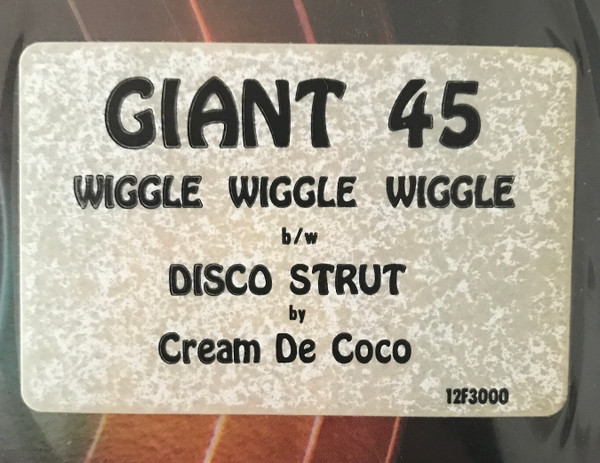 GIANT 45
WIGGLE WIGGLE WIGGLE
b/w
DISCO STRUT
by
Cream De Coco
12F3000